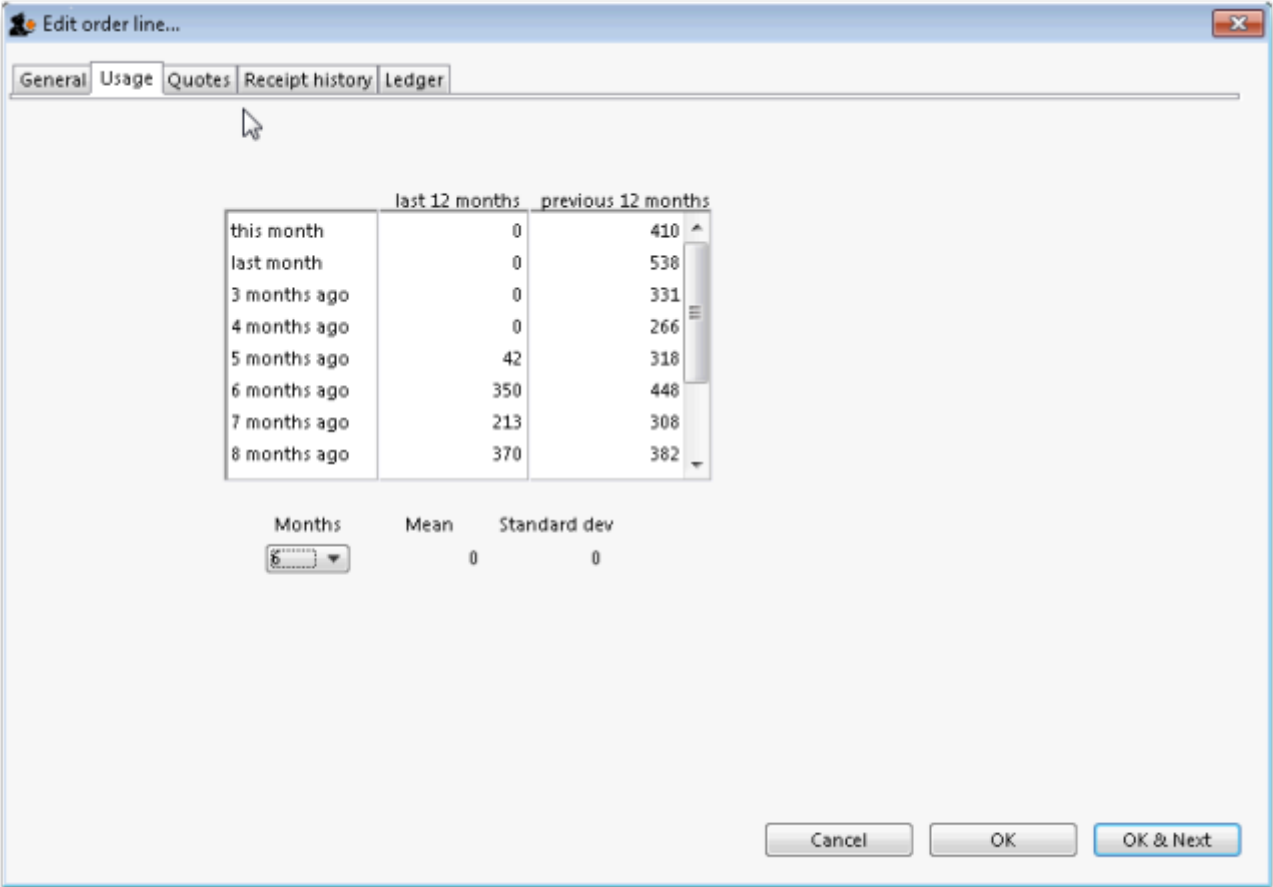 Edit order line...
General Usage Quotes Receipt history Ledger
last 12 months previous 12 months
this month 0 410
last month 0 538
3 months ago 0 331
4 months ago 0 266
5 months ago 42 318
6 months ago 350 448
7 months ago 213 308
8 months ago 370 382
Months Mean Standard dev
6 0 0
Cancel OK OK & Next